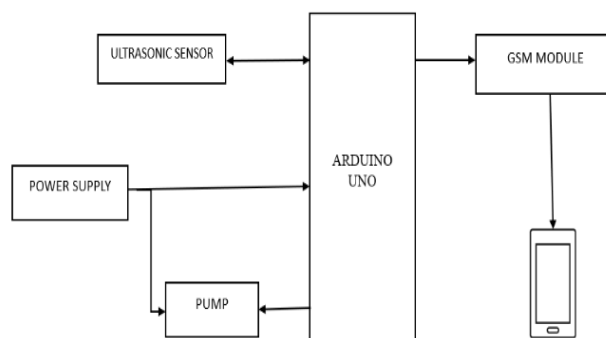 ULTRASONIC SENSOR
GSM MODULE
ARDUINO
UNO
POWER SUPPLY
PUMP